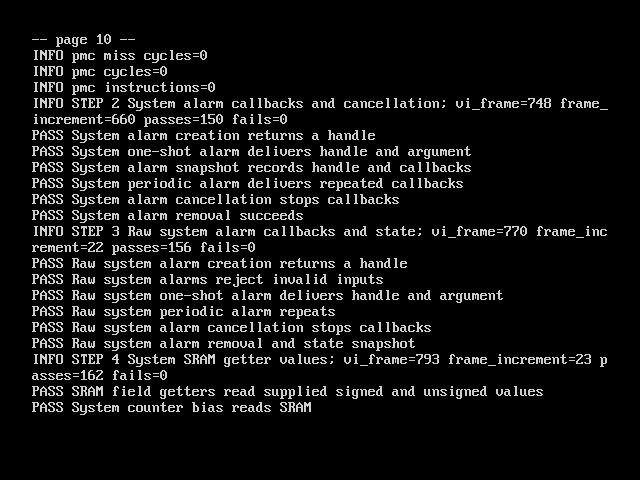 -- page 10 --
INFO pmc miss cycles=0
INFO pmc cycles=0
INFO pmc instructions=0
INFO STEP 2 System alarm callbacks and cancellation; vi_frame=748 frame_
increment=660 passes=150 fails=0
PASS System alarm creation returns a handle
PASS System one-shot alarm delivers handle and argument
PASS System alarm snapshot records handle and callbacks
PASS System periodic alarm delivers repeated callbacks
PASS System alarm cancellation stops callbacks
PASS System alarm removal succeeds
INFO STEP 3 Raw system alarm callbacks and state; vi_frame=770 frame_inc
rement=22 passes=156 fails=0
PASS Raw system alarm creation returns a handle
PASS Raw system alarms reject invalid inputs
PASS Raw system one-shot alarm delivers handle and argument
PASS Raw system periodic alarm repeats
PASS Raw system alarm cancellation stops callbacks
PASS Raw system alarm removal and state snapshot
INFO STEP 4 System SRAM getter values; vi_frame=793 frame_increment=23 p
asses=162 fails=0
PASS SRAM field getters read supplied signed and unsigned values
PASS System counter bias reads SRAM